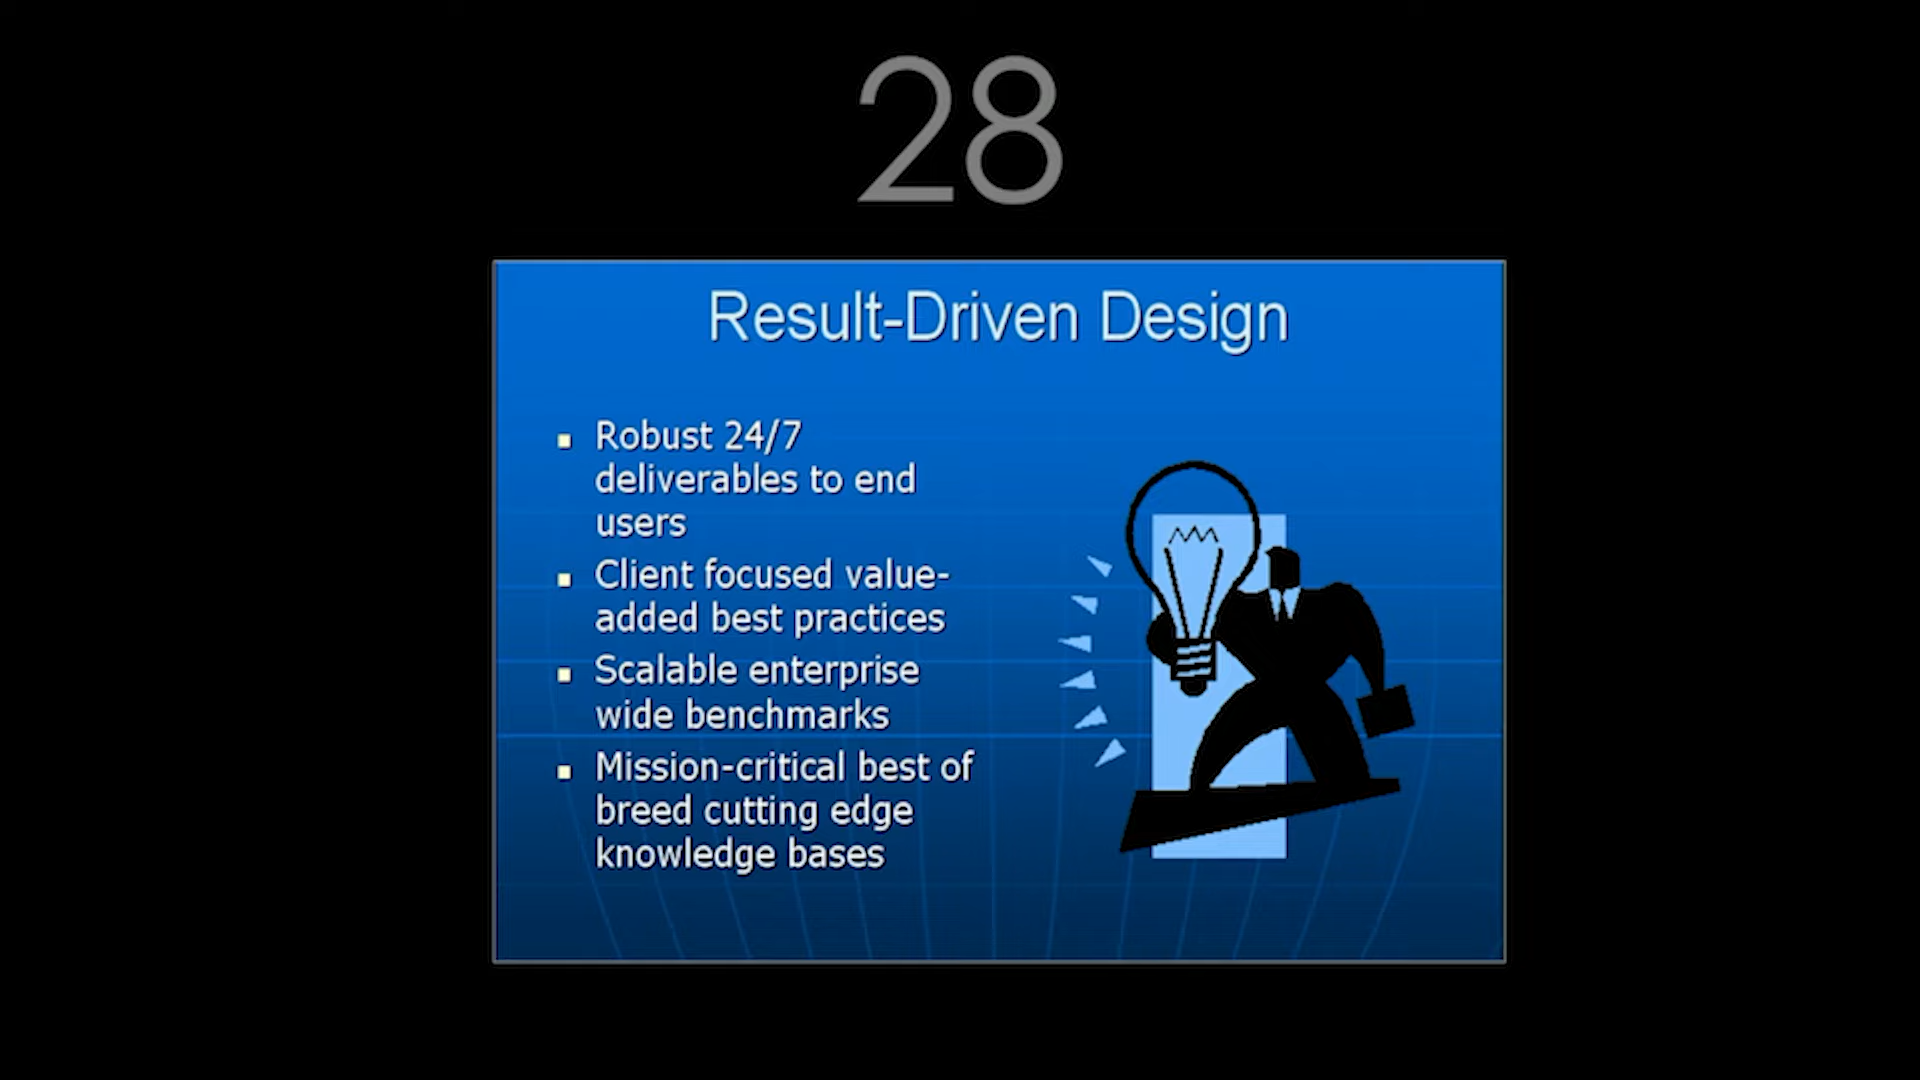 28
Result-Driven Design
Robust 24/7
deliverables to end
users
Client focused value-
added best practices
Scalable enterprise
wide benchmarks
Mission-critical best of
breed cutting edge
knowledge bases